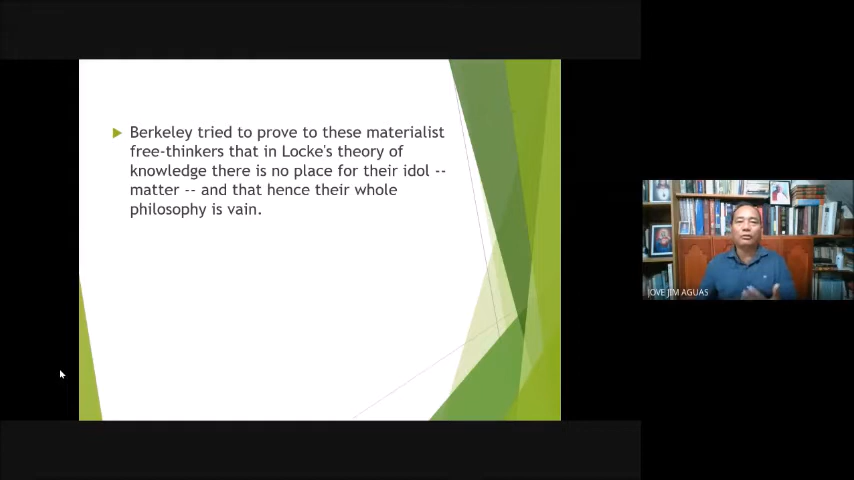 Berkeley tried to prove to these materialist
free-thinkers that in Locke's theory of
knowledge there is no place for their idol --
matter -- and that hence their whole
philosophy is vain.
JOVE JIM AGUAS